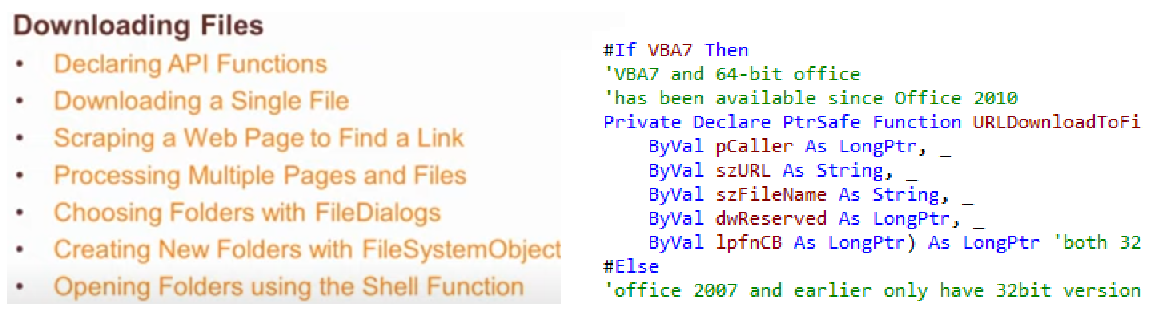 Downloading Files
• Declaring API Functions
• Downloading a Single File
• Scraping a Web Page to Find a Link
• Processing Multiple Pages and Files
• Choosing Folders with FileDialogs
• Creating New Folders with FileSystemObject
• Opening Folders using the Shell Function
#If VBA7 Then
'VBA7 and 64-bit office
'has been available since Office 2010
Private Declare PtrSafe Function URLDownloadToFi
ByVal pCaller As LongPtr, _
ByVal szURL As String, _
ByVal szFileName As String, _
ByVal dwReserved As LongPtr, _
ByVal lpfnCB As LongPtr) As LongPtr 'both 32
#Else
'office 2007 and earlier only have 32bit version